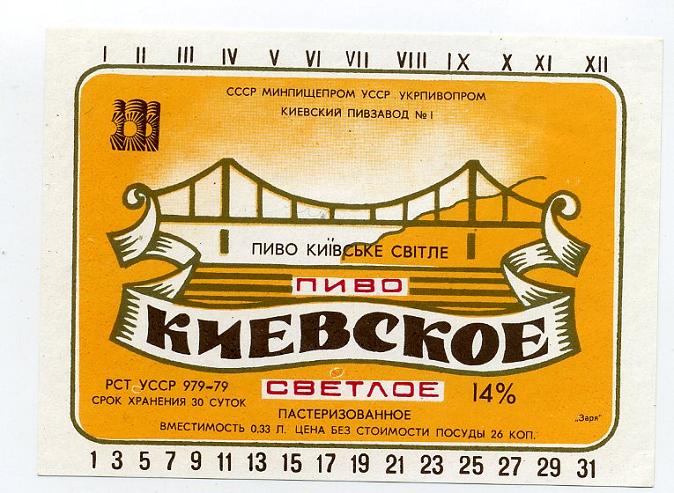 I II III IV V VI VII VIII IX X XI XII
СССР МИНПИЩЕПРОМ УССР УКРПИВОПРОМ
КИЕВСКИЙ ПИВЗАВОД № I
ПИВО КИЇВСЬКЕ СВІТЛЕ
ПИВО
КИЕВСКОЕ
РСТ УССР 979-79
СВЕТЛОЕ
14%
СРОК ХРАНЕНИЯ 30 СУТОК
ПАСТЕРИЗОВАННОЕ
„Заря"
ВМЕСТИМОСТЬ 0,33 Л. ЦЕНА БЕЗ СТОИМОСТИ ПОСУДЫ 26 КОП.
1 3 5 7 9 11 13 15 17 19 21 23 25 27 29 31